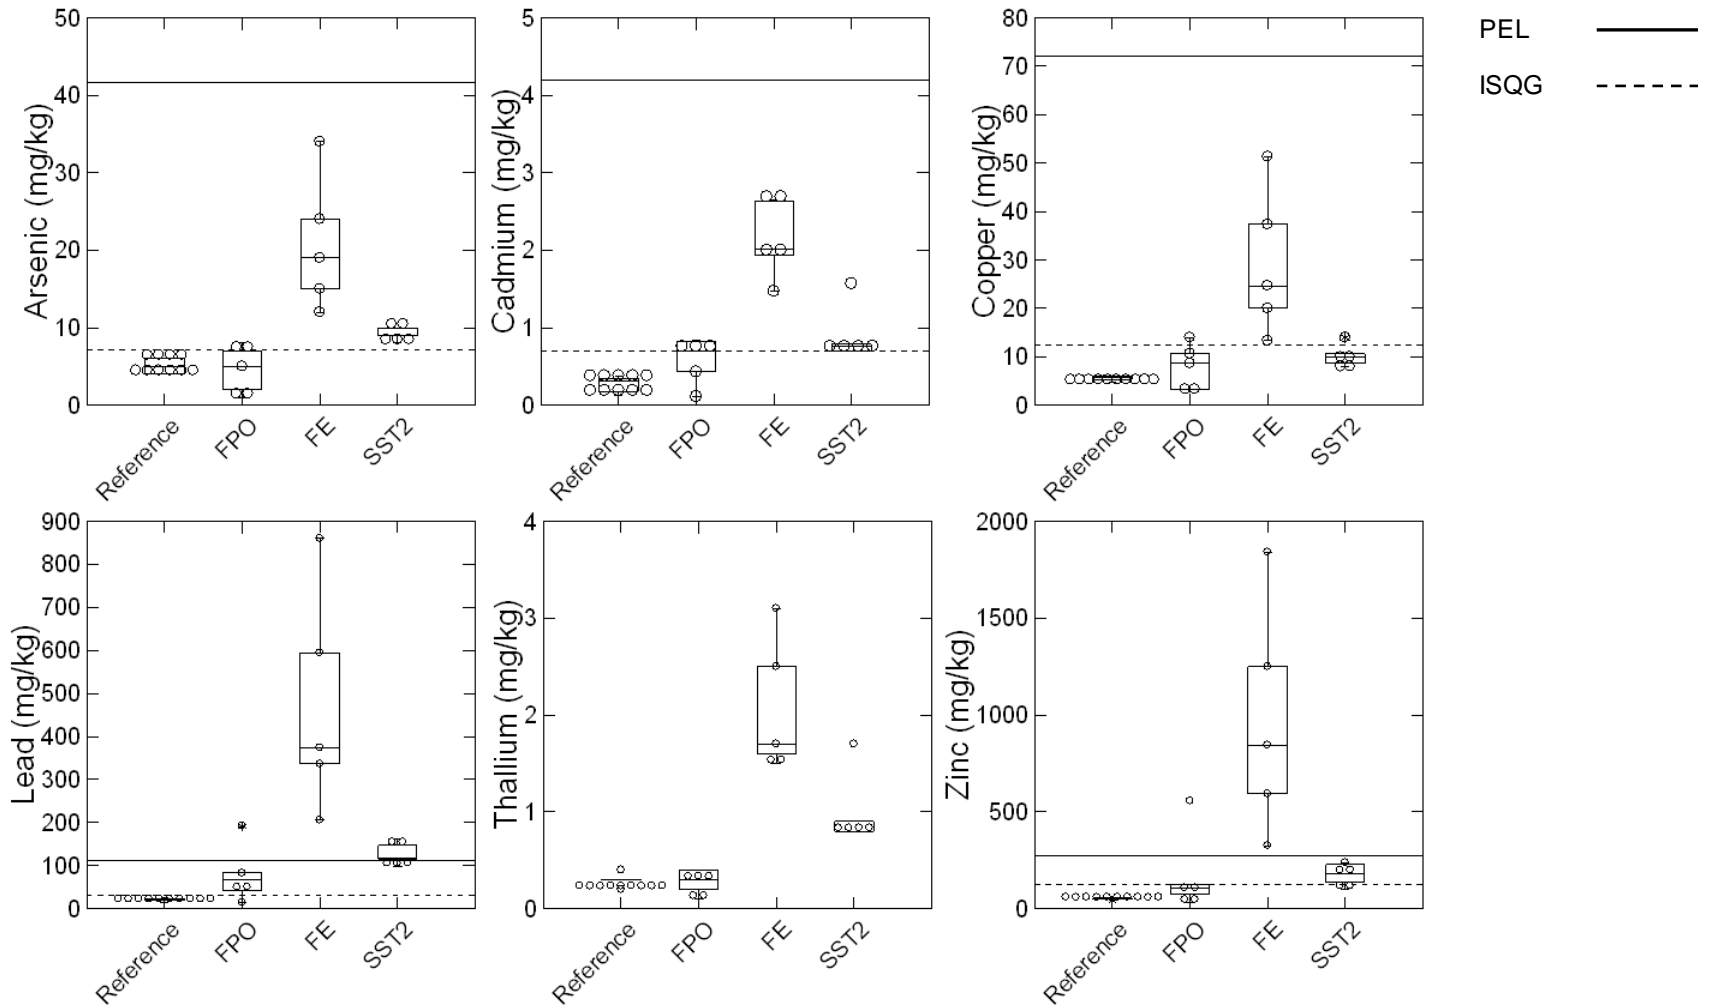 50
40
30
20
10
0
Arsenic (mg/kg)
Reference
FPO
FE
SST2
5
4
3
2
1
0
Cadmium (mg/kg)
Reference
FPO
FE
SST2
80
70
60
50
40
30
20
10
0
Copper (mg/kg)
Reference
FPO
FE
SST2
PEL
ISQG
900
800
700
600
500
400
300
200
100
0
Lead (mg/kg)
Reference
FPO
FE
SST2
4
3
2
1
0
Thallium (mg/kg)
Reference
FPO
FE
SST2
2000
1500
1000
500
0
Zinc (mg/kg)
Reference
FPO
FE
SST2